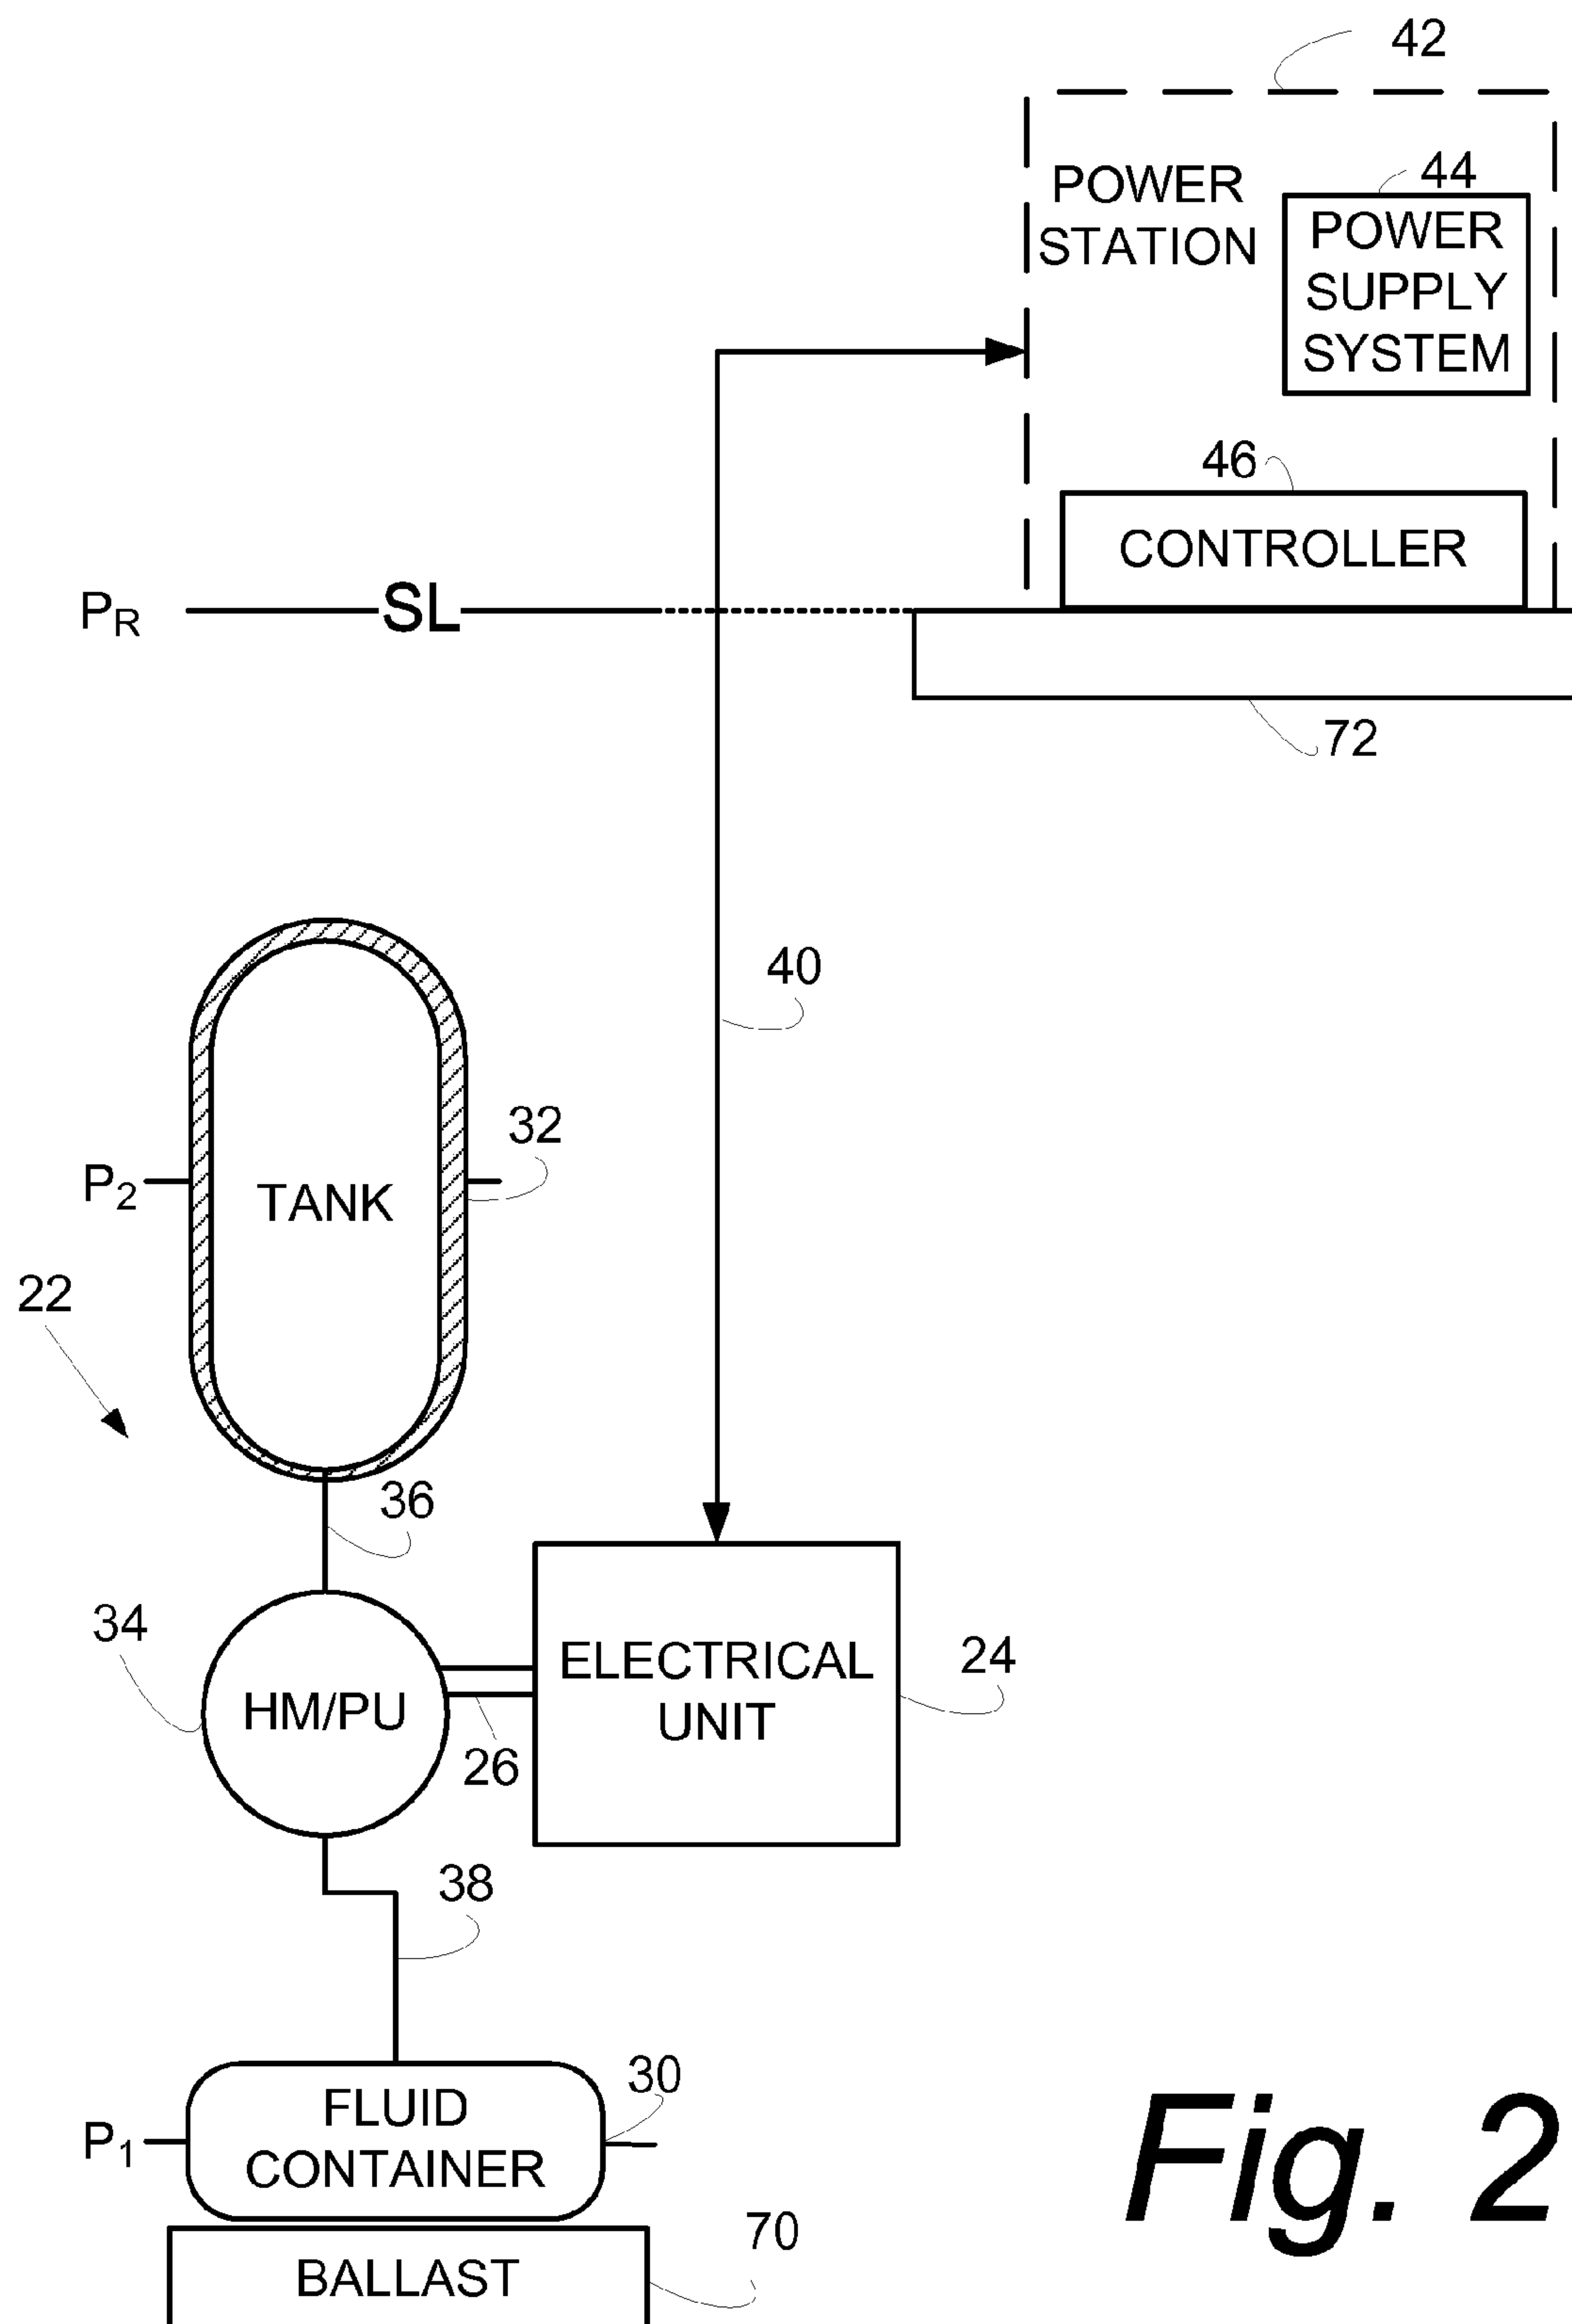 42
POWER
STATION
44
POWER
SUPPLY
SYSTEM
46
CONTROLLER
PR
SL
72
40
32
P2
TANK
22
36
34
HM/PU
26
ELECTRICAL
UNIT
24
38
30
P1
FLUID
CONTAINER
70
BALLAST
Fig. 2